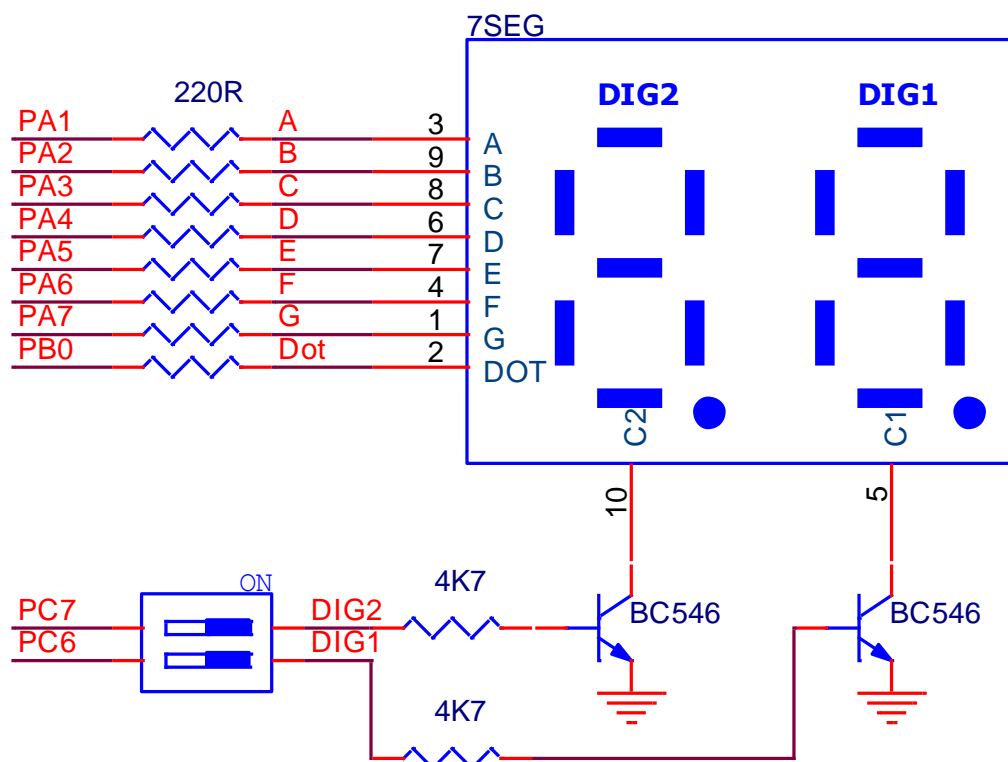 7SEG
220R
DIG2 DIG1
PA1 A 3 A
PA2 B 9 B
PA3 C 8 C
PA4 D 6 D
PA5 E 7 E
PA6 F 4 F
PA7 G 1 G
PB0 Dot 2 DOT
C2 C1
10 5
ON
4K7
PC7 DIG2 BC546 BC546
PC6 DIG1
4K7